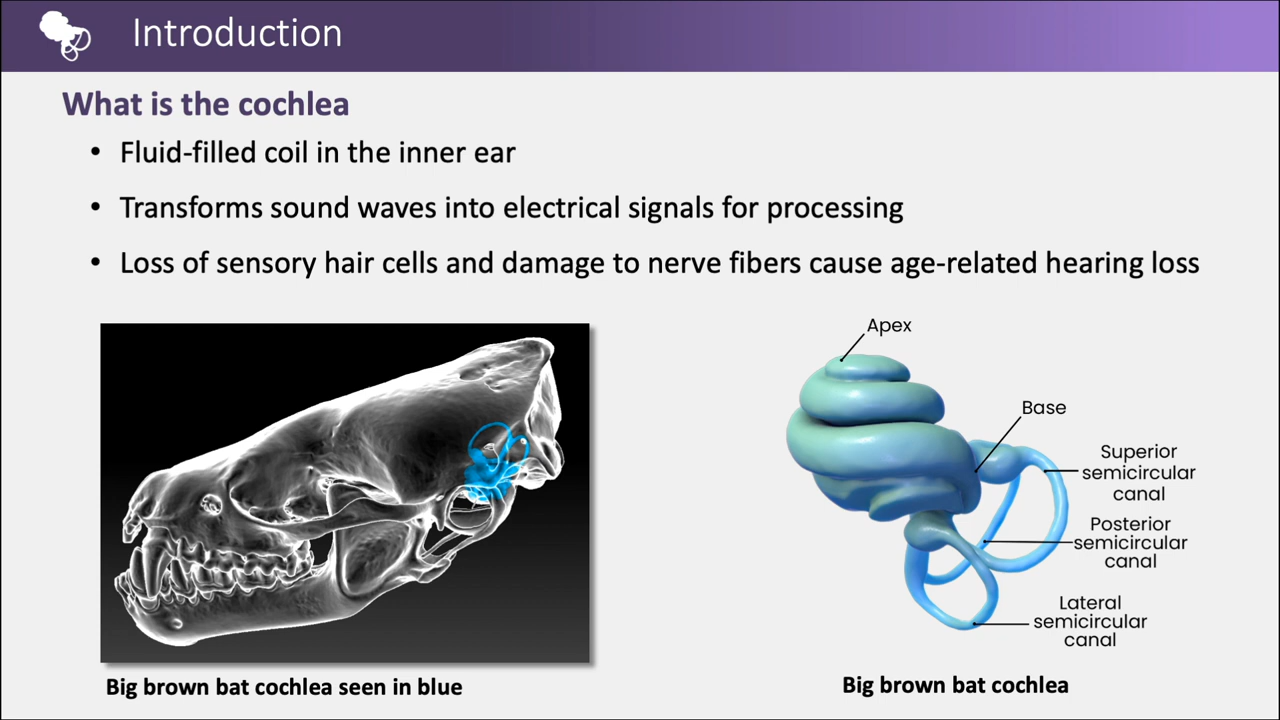 Introduction
What is the cochlea
• Fluid-filled coil in the inner ear
• Transforms sound waves into electrical signals for processing
• Loss of sensory hair cells and damage to nerve fibers cause age-related hearing loss
Apex
Base
Superior
semicircular
canal
Posterior
semicircular
canal
Lateral
semicircular
canal
Big brown bat cochlea seen in blue
Big brown bat cochlea